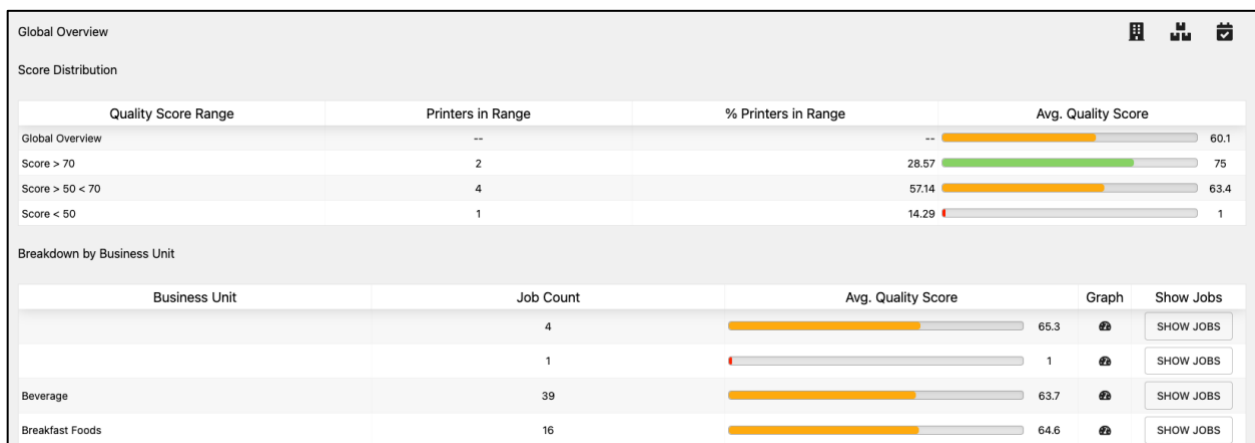 Global Overview
Score Distribution
Quality Score Range Printers in Range % Printers in Range Avg. Quality Score
Global Overview -- -- 60.1
Score > 70 2 28.57 75
Score > 50 < 70 4 57.14 63.4
Score < 50 1 14.29 1
Breakdown by Business Unit
Business Unit Job Count Avg. Quality Score Graph Show Jobs
4 65.3 SHOW JOBS
1 1 SHOW JOBS
Beverage 39 63.7 SHOW JOBS
Breakfast Foods 16 64.6 SHOW JOBS